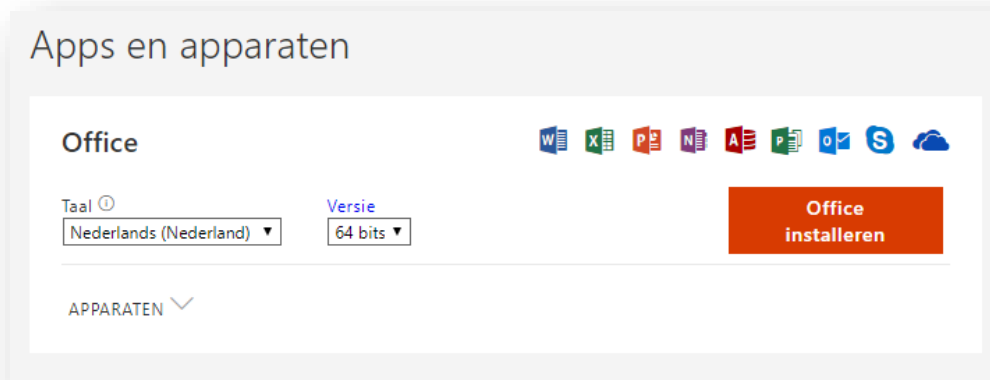 Apps en apparaten
Office
W X P N A P O S
Taal
Versie
Nederlands (Nederland)
64 bits
Office
installeren
APPARATEN